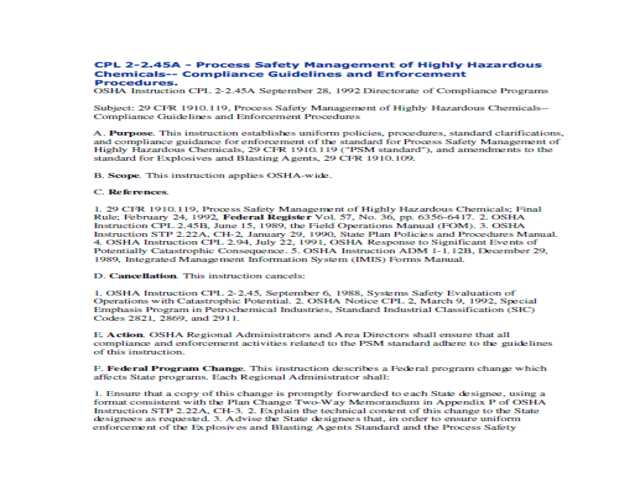 CPL 2-2.45A – Process Safety Management of Highly Hazardous
Chemicals-- Compliance Guidelines and Enforcement
Procedures.
OSHA Instruction CPL 2-2.45A September 28, 1992 Directorate of Compliance Programs
Subject: 29 CFR 1910.119, Process Safety Management of Highly Hazardous Chemicals--
Compliance Guidelines and Enforcement Procedures
A. Purpose. This instruction establishes uniform policies, procedures, standard clarifications,
and compliance guidance for enforcement of the standard for Process Safety Management of
Highly Hazardous Chemicals, 29 CFR 1910.119 ("PSM standard"), and amendments to the
standard for Explosives and Blasting Agents, 29 CFR 1910.109.
B. Scope. This instruction applies OSHA-wide.
C. References.
1. 29 CFR 1910.119, Process Safety Management of Highly Hazardous Chemicals; Final
Rule; February 24, 1992, Federal Register Vol. 57, No. 36, pp. 6356-6417. 2. OSHA
Instruction CPL 2.45B, June 15, 1989, the Field Operations Manual (FOM). 3. OSHA
Instruction STP 2.22A, CH-2, January 29, 1990, State Plan Policies and Procedures Manual.
4. OSHA Instruction CPL 2.94, July 22, 1991, OSHA Response to Significant Events of
Potentially Catastrophic Consequence. 5. OSHA Instruction ADM 1-1.12B, December 29,
1989, Integrated Management Information System (IMIS) Forms Manual.
D. Cancellation. This instruction cancels:
1. OSHA Instruction CPL 2-2.45, September 6, 1988, Systems Safety Evaluation of
Operations with Catastrophic Potential. 2. OSHA Notice CPL 2, March 9, 1992, Special
Emphasis Program in Petrochemical Industries, Standard Industrial Classification (SIC)
Codes 2821, 2869, and 2911.
E. Action. OSHA Regional Administrators and Area Directors shall ensure that all
compliance and enforcement activities related to the PSM standard adhere to the guidelines
of this instruction.
F. Federal Program Change. This instruction describes a Federal program change which
affects State programs. Each Regional Administrator shall:
1. Ensure that a copy of this change is promptly forwarded to each State designee, using a
format consistent with the Plan Change Two-Way Memorandum in Appendix P of OSHA
Instruction STP 2.22A, CH-3. 2. Explain the technical content of this change to the State
designees as requested. 3. Advise the State designees that, in order to ensure uniform
enforcement of the Explosives and Blasting Agents Standard and the Process Safety